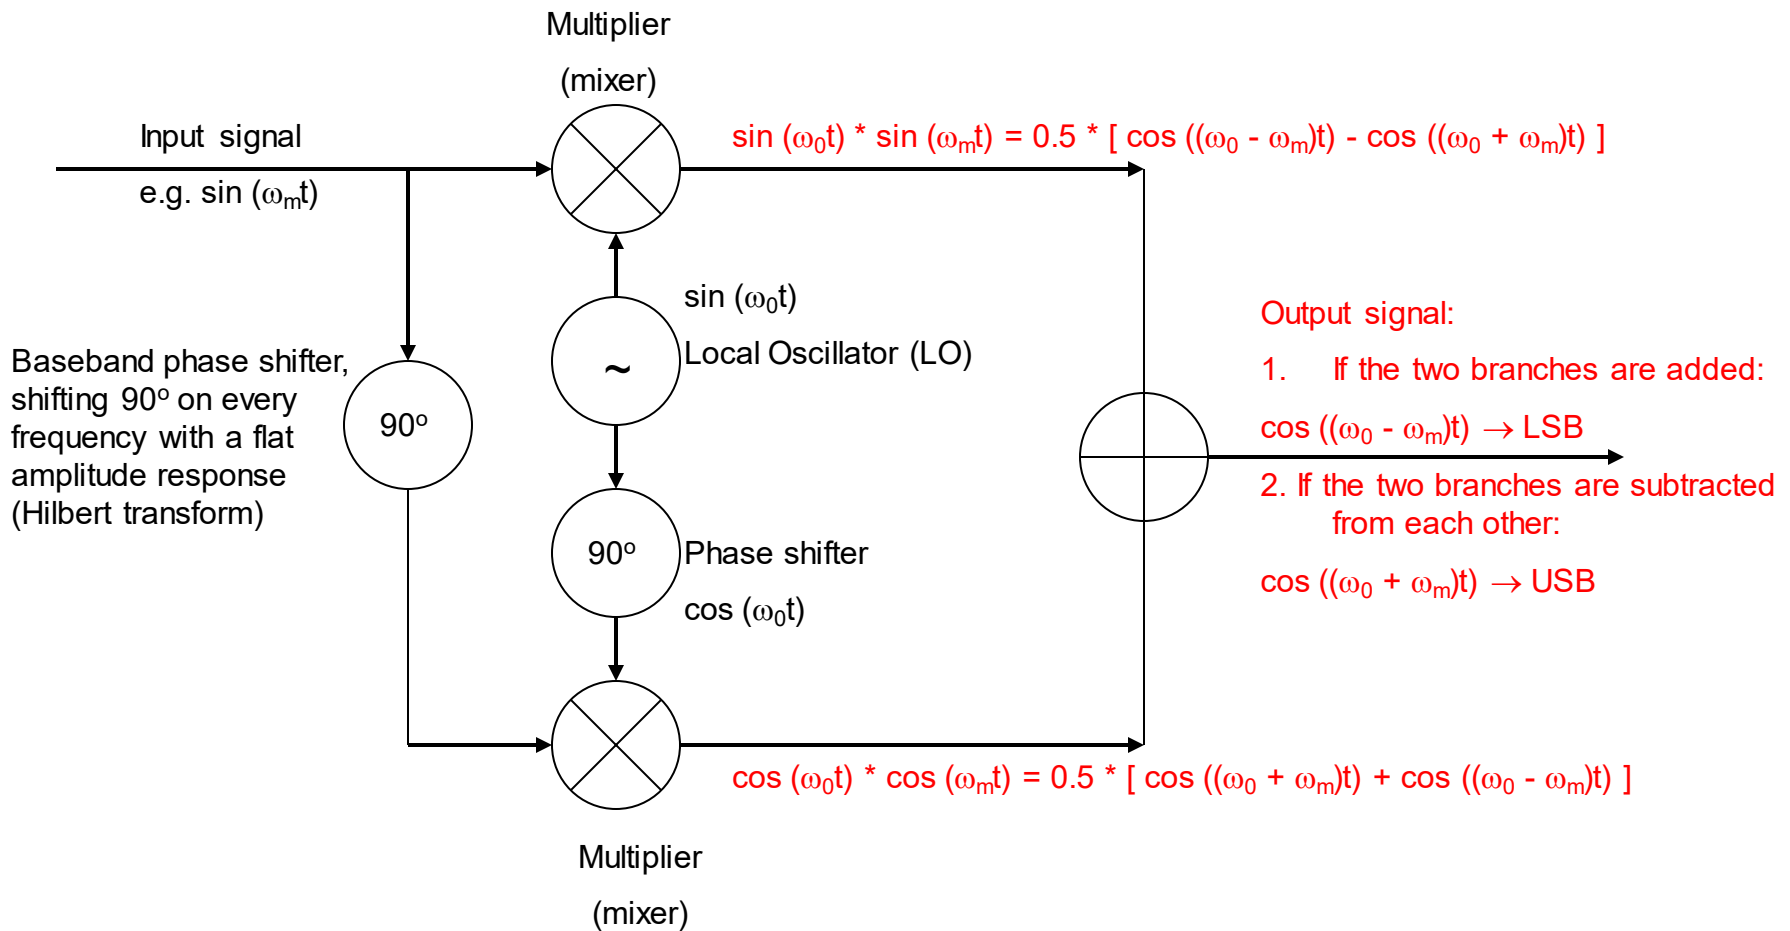 Multiplier
(mixer)
Input signal
e.g. sin (ω₀t)
sin (ω₀t) * sin (ωₘt) = 0.5 * [ cos ((ω₀ - ωₘ)t) - cos ((ω₀ + ωₘ)t) ]
Baseband phase shifter,
shifting 90º on every
frequency with a flat
amplitude response
(Hilbert transform)
90º
sin (ω₀t)
Local Oscillator (LO)
~
90º
Phase shifter
cos (ω₀t)
Output signal:
1. If the two branches are added:
cos ((ω₀ - ωₘ)t) → LSB
2. If the two branches are subtracted
from each other:
cos ((ω₀ + ωₘ)t) → USB
cos (ω₀t) * cos (ωₘt) = 0.5 * [ cos ((ω₀ + ωₘ)t) + cos ((ω₀ - ωₘ)t) ]
Multiplier
(mixer)